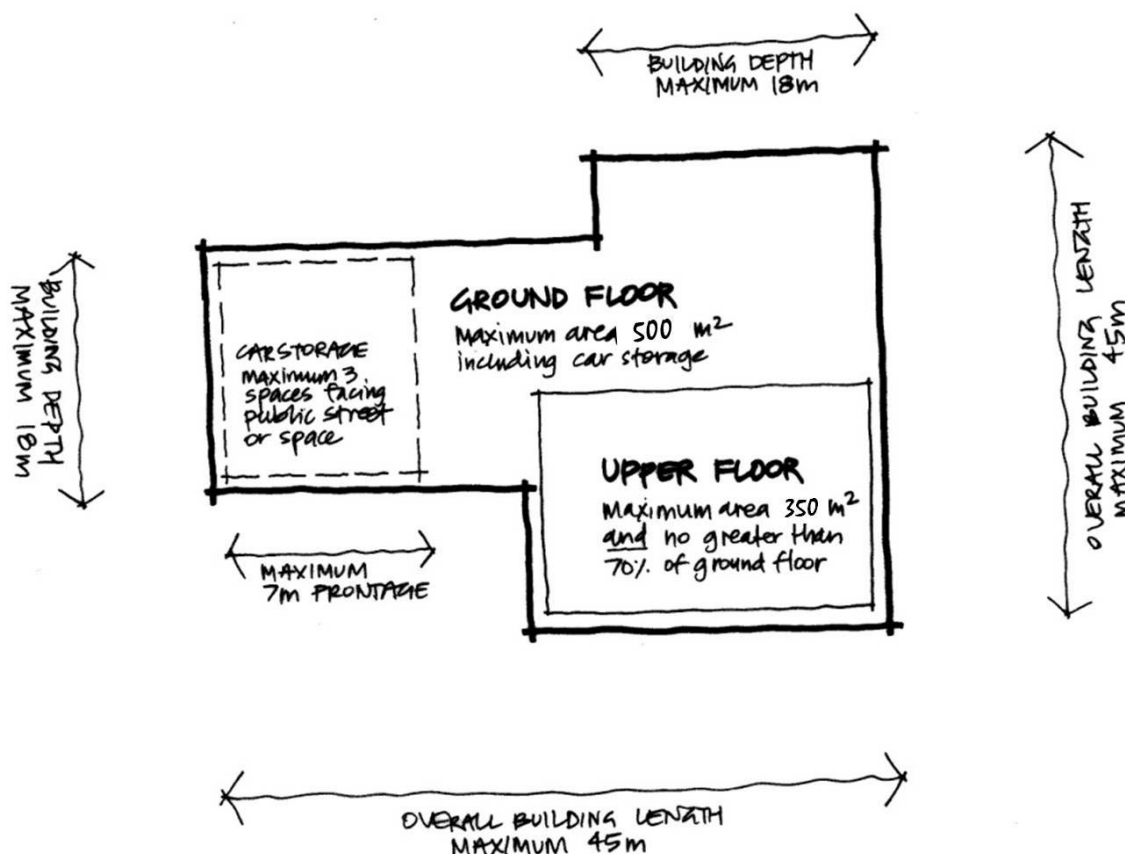 BUILDING DEPTH
MAXIMUM 18m
BUILDING DEPTH
MAXIMUM 18m
GROUND FLOOR
Maximum area 500 m²
including car storage
CAR STORAGE
maximum 3
spaces facing
public street
or space
UPPER FLOOR
Maximum area 350 m²
and no greater than
70% of ground floor
OVERALL BUILDING LENGTH
MAXIMUM 45m
MAXIMUM
7m FRONTAGE
OVERALL BUILDING LENGTH
MAXIMUM 45m